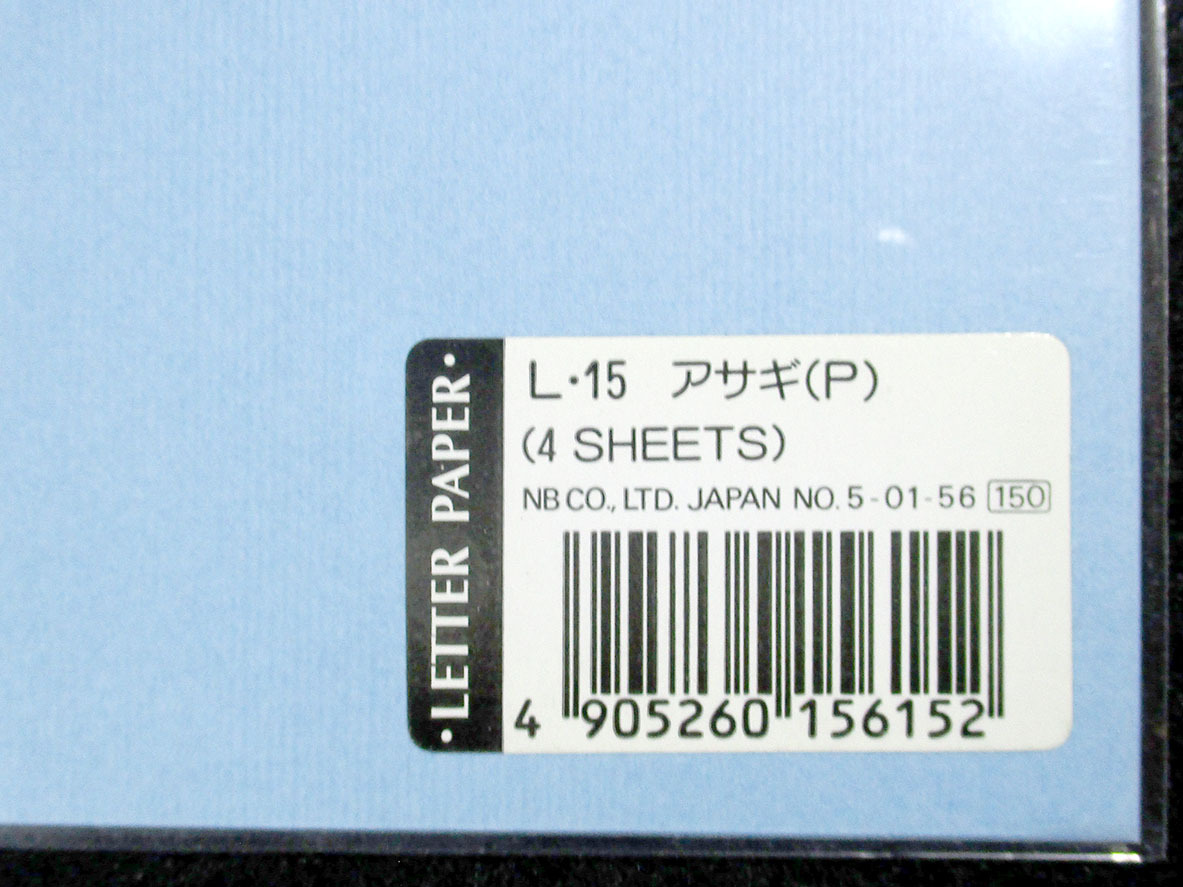 • LETTER PAPER •
L・15 アサギ(P)
(4 SHEETS)
NB CO., LTD. JAPAN NO. 5-01-56 150
4 905260 156152